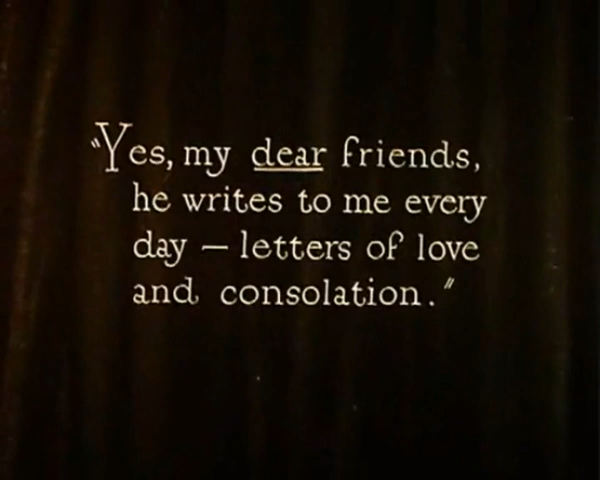 "Yes, my dear friends,
he writes to me every
day — letters of love
and consolation."